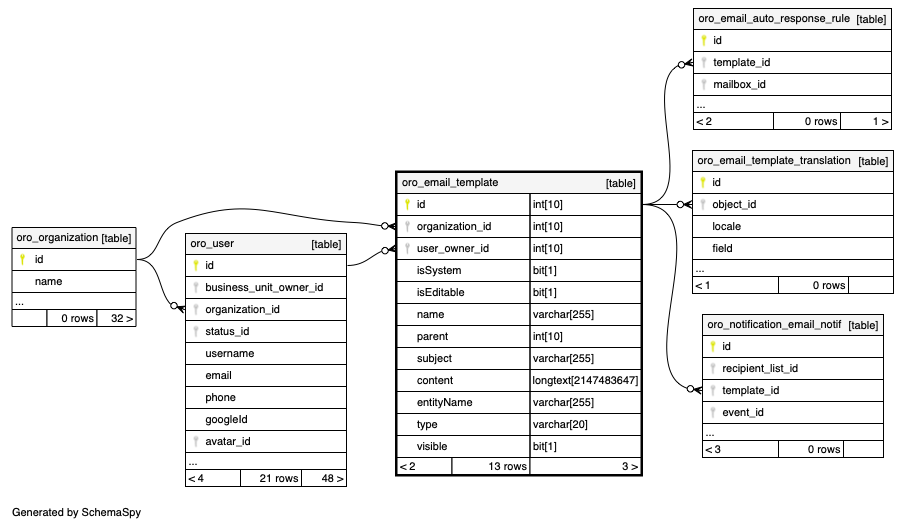 oro_organization [table]
id
name
...
0 rows 32 >
oro_user [table]
id
business_unit_owner_id
organization_id
status_id
username
email
phone
googleId
avatar_id
...
< 4 21 rows 48 >
oro_email_template [table]
id int[10]
organization_id int[10]
user_owner_id int[10]
isSystem bit[1]
isEditable bit[1]
name varchar[255]
parent int[10]
subject varchar[255]
content longtext[2147483647]
entityName varchar[255]
type varchar[20]
visible bit[1]
< 2 13 rows 3 >
oro_email_auto_response_rule [table]
id
template_id
mailbox_id
...
< 2 0 rows 1 >
oro_email_template_translation [table]
id
object_id
locale
field
...
< 1 0 rows
oro_notification_email_notif [table]
id
recipient_list_id
template_id
event_id
...
< 3 0 rows
Generated by SchemaSpy